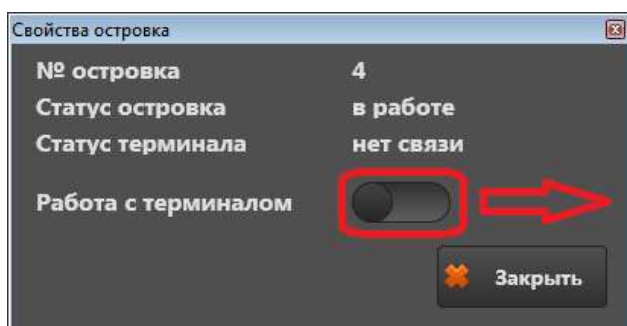 Свойства островка
№ островка 4
Статус островка в работе
Статус терминала нет связи
Работа с терминалом
Закрыть